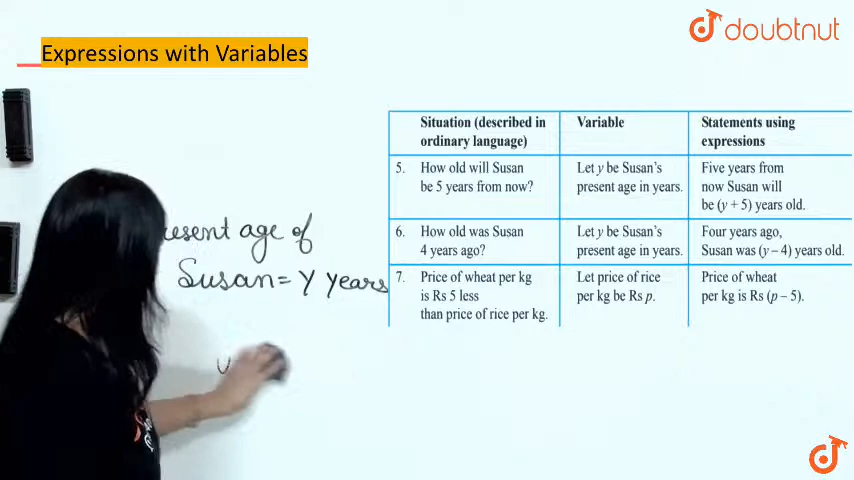 doubtnut
Expressions with Variables
Situation (described in ordinary language) Variable Statements using expressions
5. How old will Susan be 5 years from now? Let y be Susan's present age in years. Five years from now Susan will be (y + 5) years old.
6. How old was Susan 4 years ago? Let y be Susan's present age in years. Four years ago, Susan was (y – 4) years old.
7. Price of wheat per kg is Rs 5 less than price of rice per kg. Let price of rice per kg be Rs p. Price of wheat per kg is Rs (p – 5).
esent age of
Susan = Y years